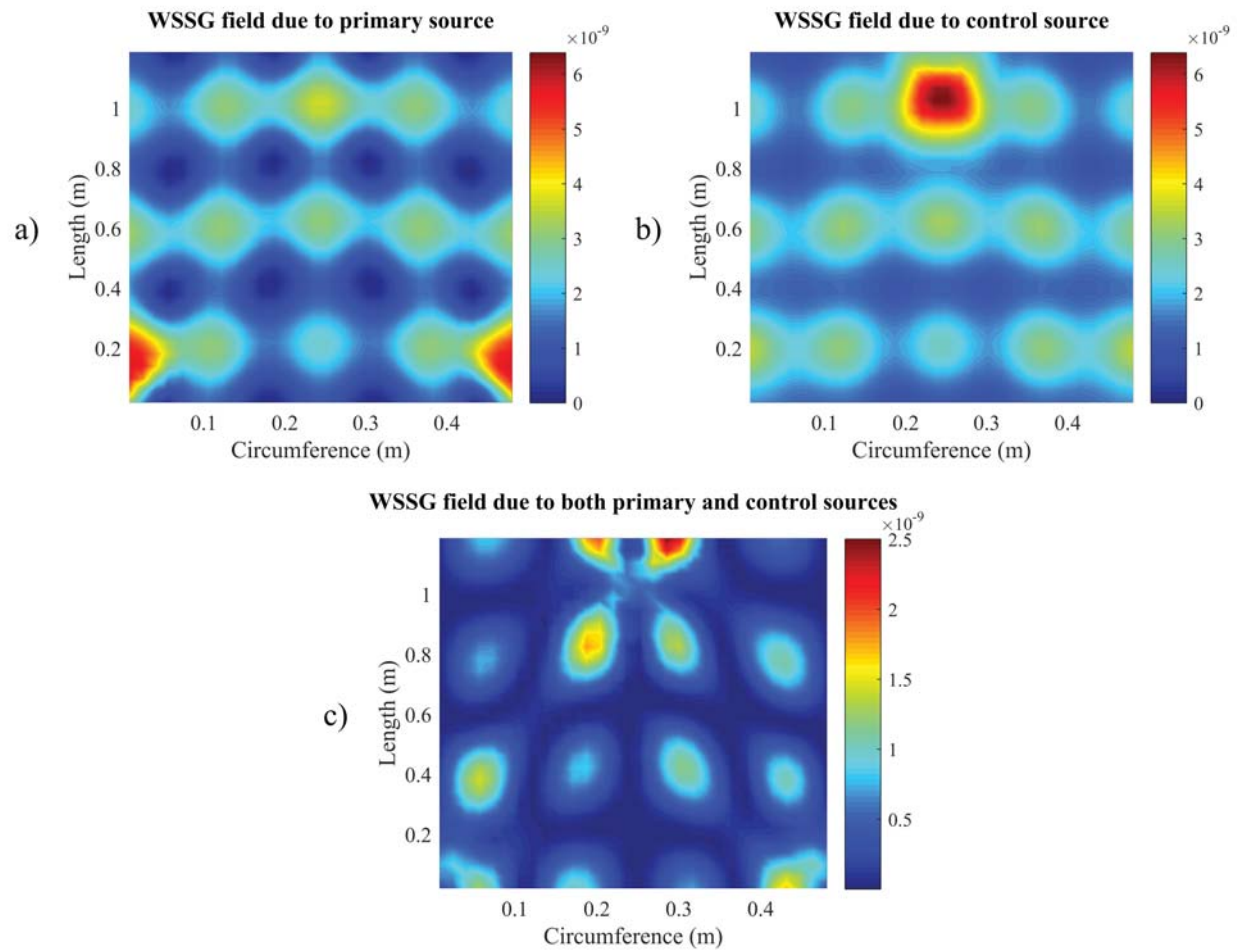 WSSG field due to primary source
×10-9
6
5
4
3
2
1
0
1
0.8
0.6
0.4
0.2
Length (m)
0.1 0.2 0.3 0.4
Circumference (m)
a)
WSSG field due to control source
×10-9
6
5
4
3
2
1
0
1
0.8
0.6
0.4
0.2
Length (m)
0.1 0.2 0.3 0.4
Circumference (m)
b)
WSSG field due to both primary and control sources
×10-9
2.5
2
1.5
1
0.5
1
0.8
0.6
0.4
0.2
Length (m)
0.1 0.2 0.3 0.4
Circumference (m)
c)